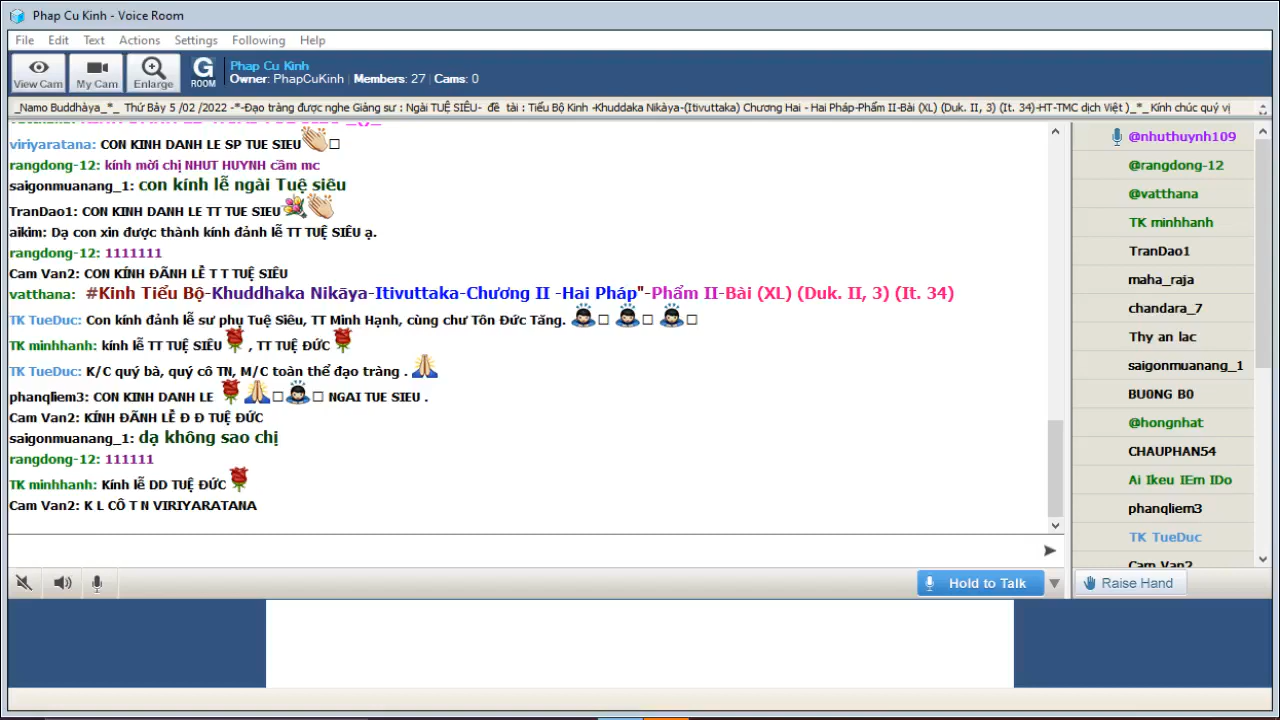 Phap Cu Kinh - Voice Room
File Edit Text Actions Settings Following Help
View Cam My Cam Enlarge G ROOM
Phap Cu Kinh
Owner: PhapCuKinh | Members: 27 | Cams: 0
_Namo Buddhàya_*_ Thứ Bảy 5 /02 /2022 -*-Đạo tràng được nghe Giảng sư : Ngài TUỆ SIÊU- đề tài : Tiểu Bộ Kinh -Khuddaka Nikàya-(Itivuttaka) Chương Hai - Hai Pháp-Phẩm II-Bài (XL) (Duk. II, 3) (It. 34)-HT-TMC dịch Việt )_*_ Kính chúc quý vị
viriyaratana: CON KINH DANH LE SP TUE SIEU
rangdong-12: kính mời chị NHUT HUYNH cầm mc
saigonmuanang_1: con kính lễ ngài Tuệ siêu
TranDao1: CON KINH DANH LE TT TUE SIEU
aikim: Dạ con xin được thành kính đảnh lễ TT TUỆ SIÊU ạ.
rangdong-12: 1111111
Cam Van2: CON KÍNH ĐÃNH LỄ T T TUỆ SIÊU
vatthana: #Kinh Tiểu Bộ-Khuddhaka Nikāya-Itivuttaka-Chương II -Hai Pháp"-Phẩm II-Bài (XL) (Duk. II, 3) (It. 34)
TK TueDuc: Con kính đảnh lễ sư phụ Tuệ Siêu, TT Minh Hạnh, cùng chư Tôn Đức Tăng.
TK minhhanh: kính lễ TT TUỆ SIÊU , TT TUỆ ĐỨC
TK TueDuc: K/C quý bà, quý cô TN, M/C toàn thể đạo tràng .
phanqliem3: CON KINH DANH LE NGAI TUE SIEU .
Cam Van2: KÍNH ĐÃNH LỄ Đ Đ TUỆ ĐỨC
saigonmuanang_1: dạ không sao chị
rangdong-12: 111111
TK minhhanh: Kính lễ DD TUỆ ĐỨC
Cam Van2: K L CÔ T N VIRIYARATANA
Hold to Talk
@nhuthuynh109
@rangdong-12
@vatthana
TK minhhanh
TranDao1
maha_raja
chandara_7
Thy an lac
saigonmuanang_1
BU0NG B0
@hongnhat
CHAUPHAN54
Ai Ikeu IEm IDo
phanqliem3
TK TueDuc
Cam Van2
Raise Hand